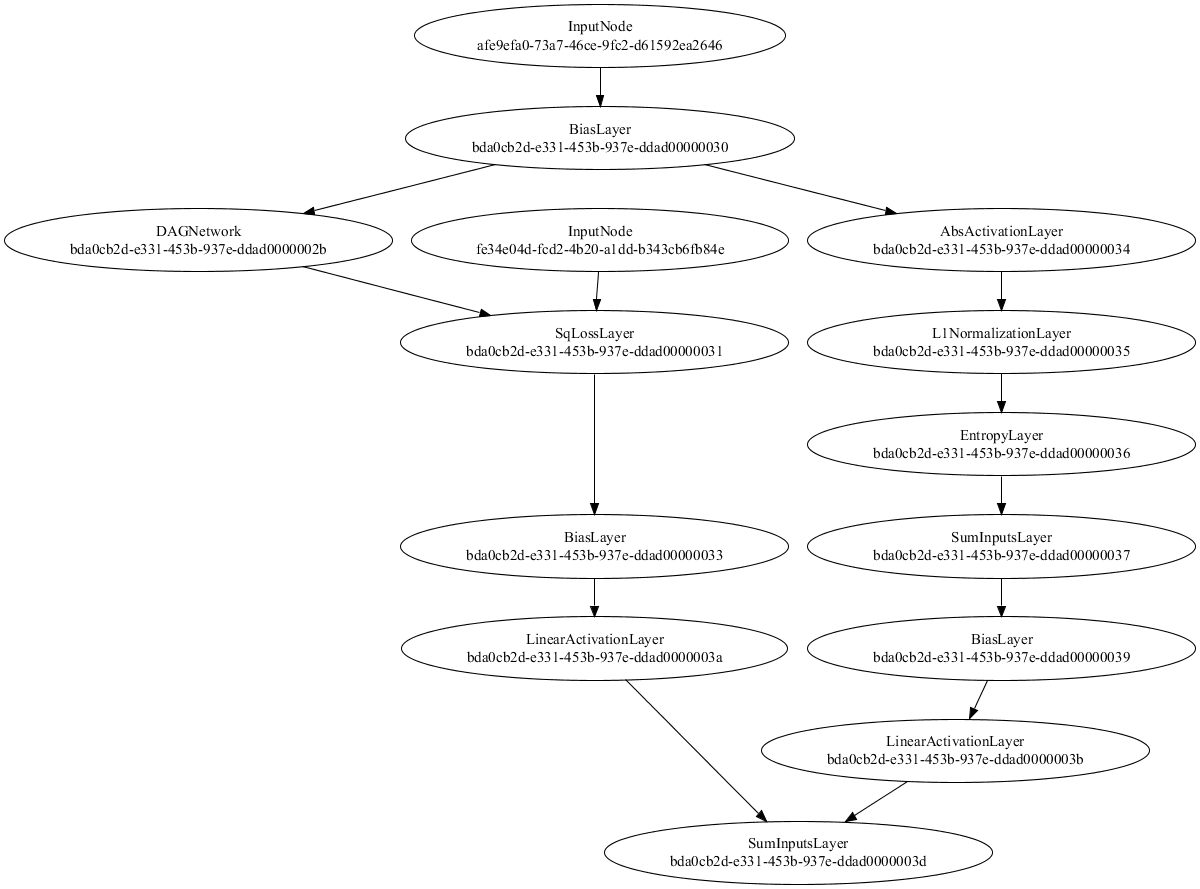 InputNode
afe9efa0-73a7-46ce-9fc2-d61592ea2646
BiasLayer
bda0cb2d-e331-453b-937e-ddad00000030
DAGNetwork
bda0cb2d-e331-453b-937e-ddad0000002b
InputNode
fe34e04d-fcd2-4b20-a1dd-b343cb6fb84e
AbsActivationLayer
bda0cb2d-e331-453b-937e-ddad00000034
SqLossLayer
bda0cb2d-e331-453b-937e-ddad00000031
L1NormalizationLayer
bda0cb2d-e331-453b-937e-ddad00000035
EntropyLayer
bda0cb2d-e331-453b-937e-ddad00000036
BiasLayer
bda0cb2d-e331-453b-937e-ddad00000033
SumInputsLayer
bda0cb2d-e331-453b-937e-ddad00000037
LinearActivationLayer
bda0cb2d-e331-453b-937e-ddad0000003a
BiasLayer
bda0cb2d-e331-453b-937e-ddad00000039
LinearActivationLayer
bda0cb2d-e331-453b-937e-ddad0000003b
SumInputsLayer
bda0cb2d-e331-453b-937e-ddad0000003d